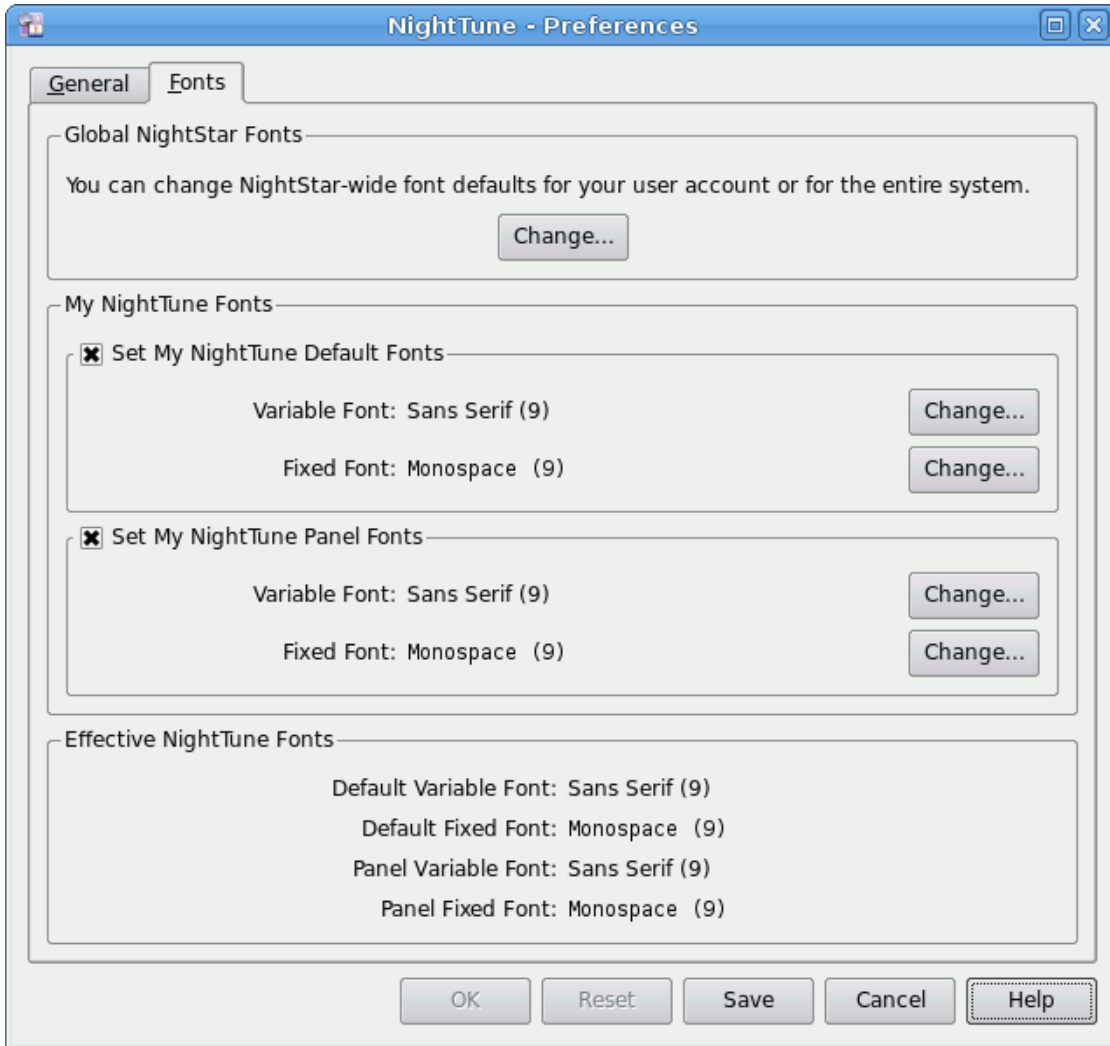 NightTune - Preferences
General Fonts
Global NightStar Fonts
You can change NightStar-wide font defaults for your user account or for the entire system.
Change...
My NightTune Fonts
Set My NightTune Default Fonts
Variable Font: Sans Serif (9) Change...
Fixed Font: Monospace (9) Change...
Set My NightTune Panel Fonts
Variable Font: Sans Serif (9) Change...
Fixed Font: Monospace (9) Change...
Effective NightTune Fonts
Default Variable Font: Sans Serif (9)
Default Fixed Font: Monospace (9)
Panel Variable Font: Sans Serif (9)
Panel Fixed Font: Monospace (9)
OK Reset Save Cancel Help